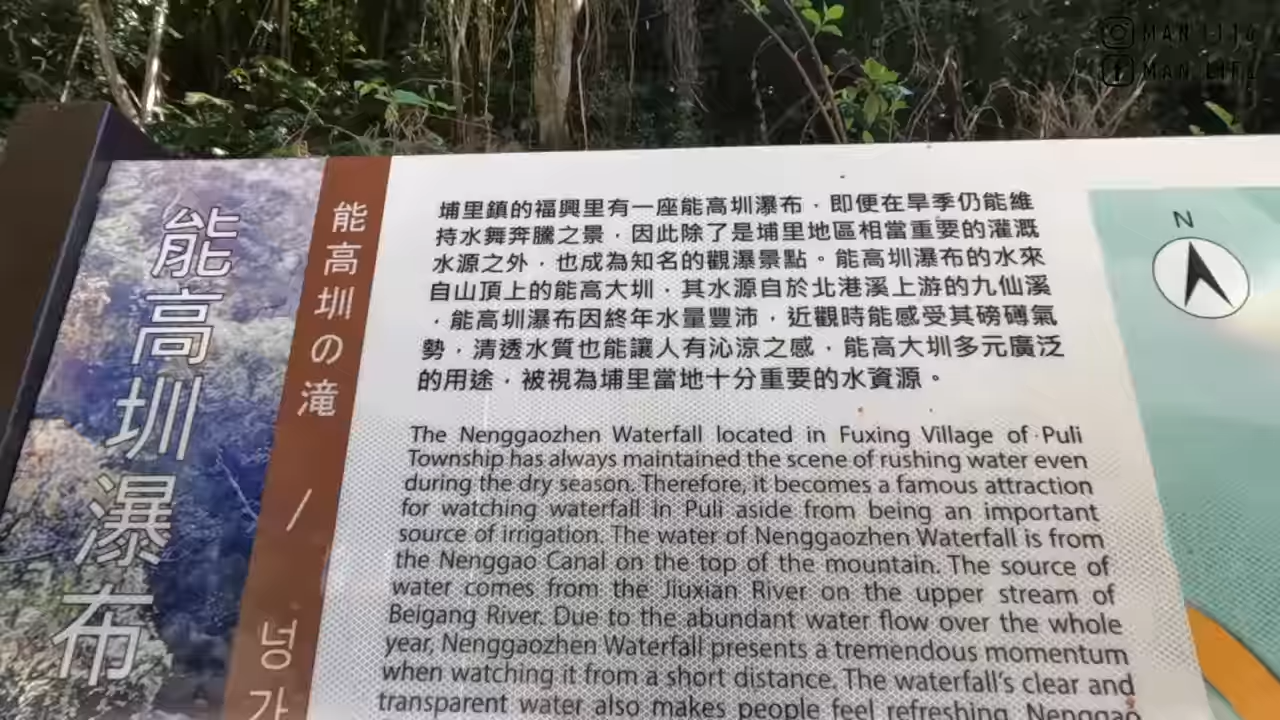 能高圳瀑布
能高圳の滝
/
넝가
埔里鎮的福興里有一座能高圳瀑布，即便在旱季仍能維
持水舞奔騰之景，因此除了是埔里地區相當重要的灌溉
水源之外，也成為知名的觀瀑景點。能高圳瀑布的水來
自山頂上的能高大圳，其水源自於北港溪上游的九仙溪
，能高圳瀑布因終年水量豐沛，近觀時能感受其磅礡氣
勢，清透水質也能讓人有沁涼之感，能高大圳多元廣泛
的用途，被視為埔里當地十分重要的水資源。
The Nenggaozhen Waterfall located in Fuxing Village of Puli
Township has always maintained the scene of rushing water even
during the dry season. Therefore, it becomes a famous attraction
for watching waterfall in Puli aside from being an important
source of irrigation. The water of Nenggaozhen Waterfall is from
the Nenggao Canal on the top of the mountain. The source of
water comes from the Jiuxian River on the upper stream of
Beigang River. Due to the abundant water flow over the whole
year, Nenggaozhen Waterfall presents a tremendous momentum
when watching it from a short distance. The waterfall's clear and
transparent water also makes people feel refreshing. Nenggao
N
MAN LIFE